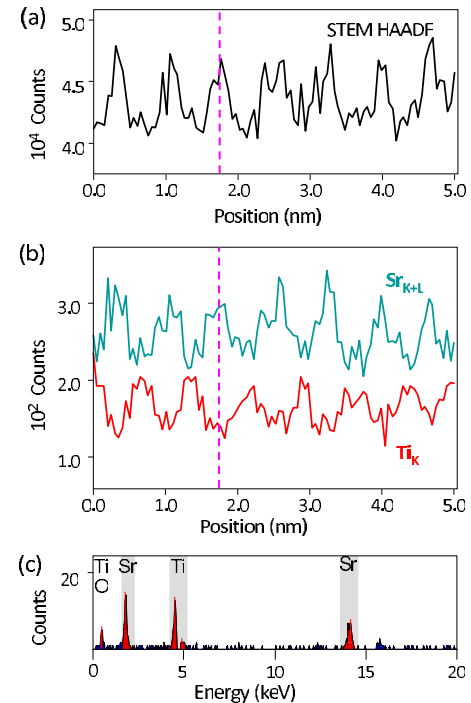 (a)
STEM HAADF
5.0
4.5
4.0
10⁴ Counts
0.0 1.0 2.0 3.0 4.0 5.0
Position (nm)
(b)
Sr_K+L
3.0
2.0
1.0
10² Counts
Ti_K
0.0 1.0 2.0 3.0 4.0 5.0
Position (nm)
(c)
Ti Sr Ti Sr
O
20
Counts
0 5 10 15 20
Energy (keV)